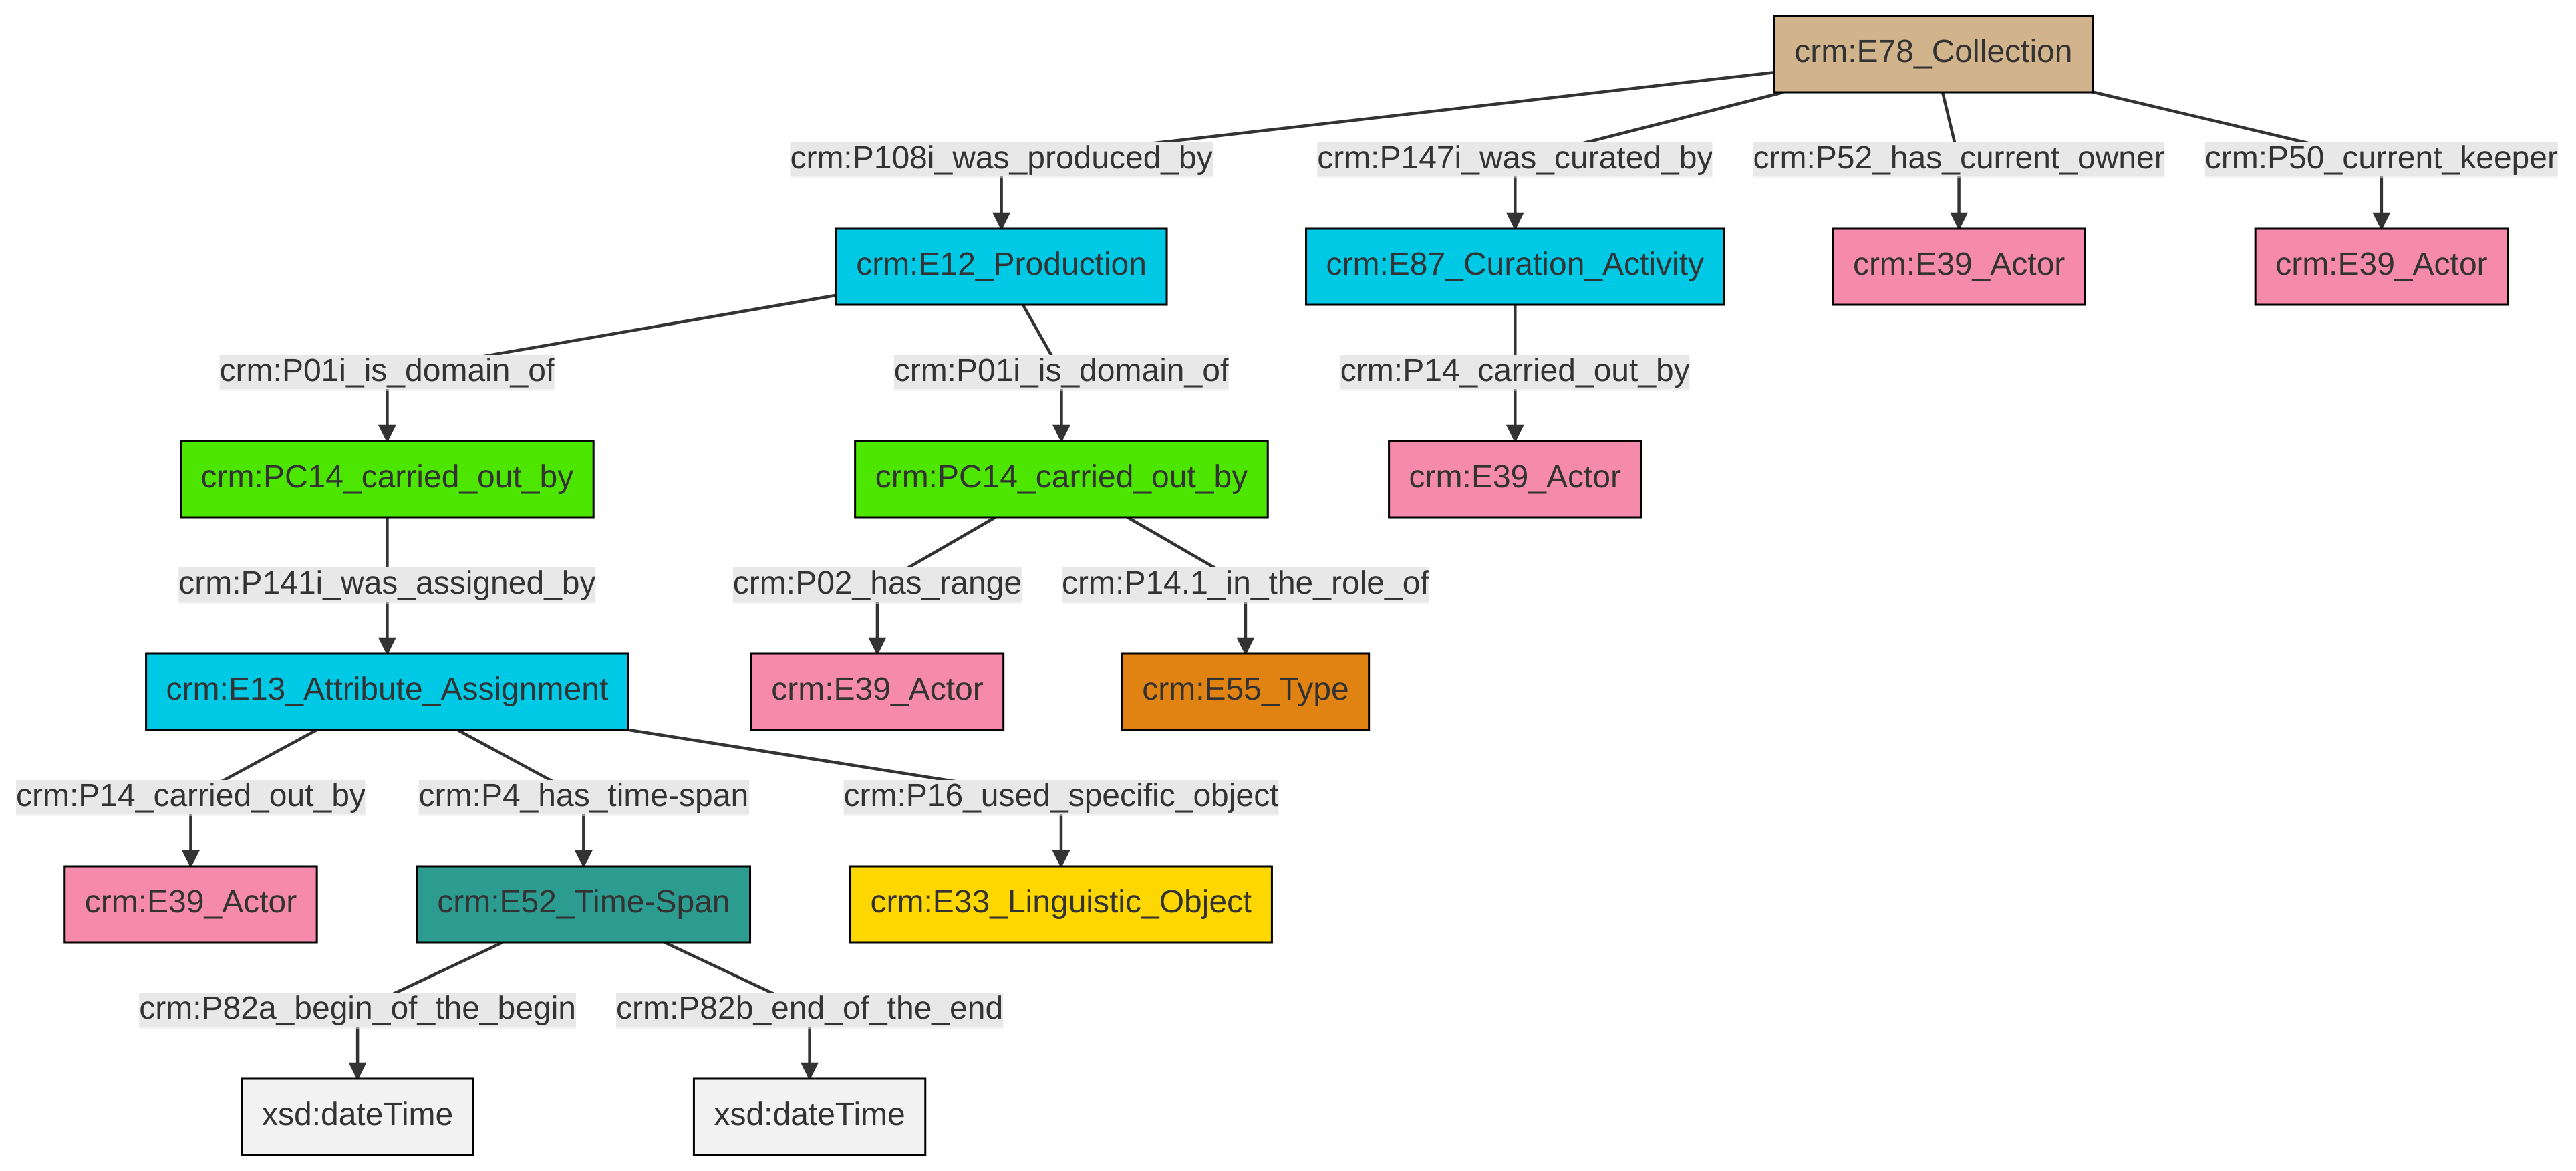 crm:E78_Collection
crm:P108i_was_produced_by
crm:P147i_was_curated_by
crm:P52_has_current_owner
crm:P50_current_keeper
crm:E12_Production
crm:E87_Curation_Activity
crm:E39_Actor
crm:E39_Actor
crm:P01i_is_domain_of
crm:P01i_is_domain_of
crm:P14_carried_out_by
crm:PC14_carried_out_by
crm:PC14_carried_out_by
crm:E39_Actor
crm:P141i_was_assigned_by
crm:P02_has_range
crm:P14.1_in_the_role_of
crm:E13_Attribute_Assignment
crm:E39_Actor
crm:E55_Type
crm:P14_carried_out_by
crm:P4_has_time-span
crm:P16_used_specific_object
crm:E39_Actor
crm:E52_Time-Span
crm:E33_Linguistic_Object
crm:P82a_begin_of_the_begin
crm:P82b_end_of_the_end
xsd:dateTime
xsd:dateTime